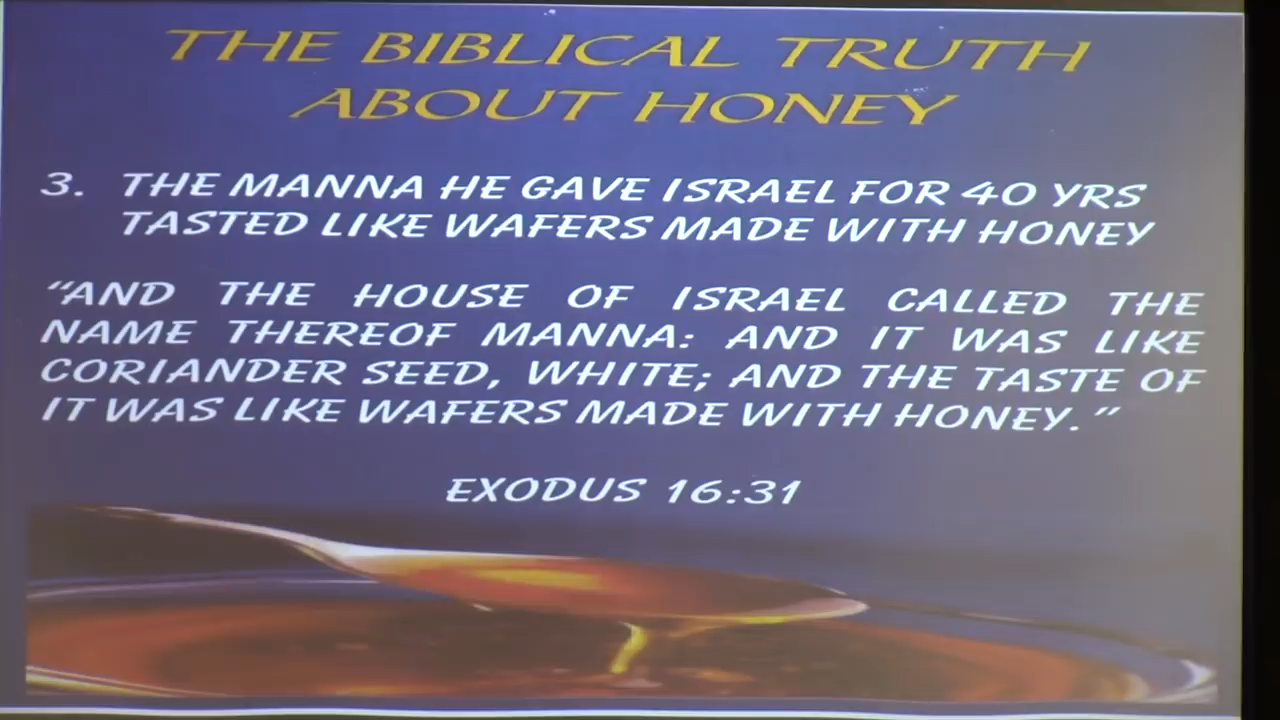 THE BIBLICAL TRUTH
ABOUT HONEY
3. THE MANNA HE GAVE ISRAEL FOR 40 YRS
TASTED LIKE WAFERS MADE WITH HONEY
“AND THE HOUSE OF ISRAEL CALLED THE
NAME THEREOF MANNA: AND IT WAS LIKE
CORIANDER SEED, WHITE; AND THE TASTE OF
IT WAS LIKE WAFERS MADE WITH HONEY.”
EXODUS 16:31